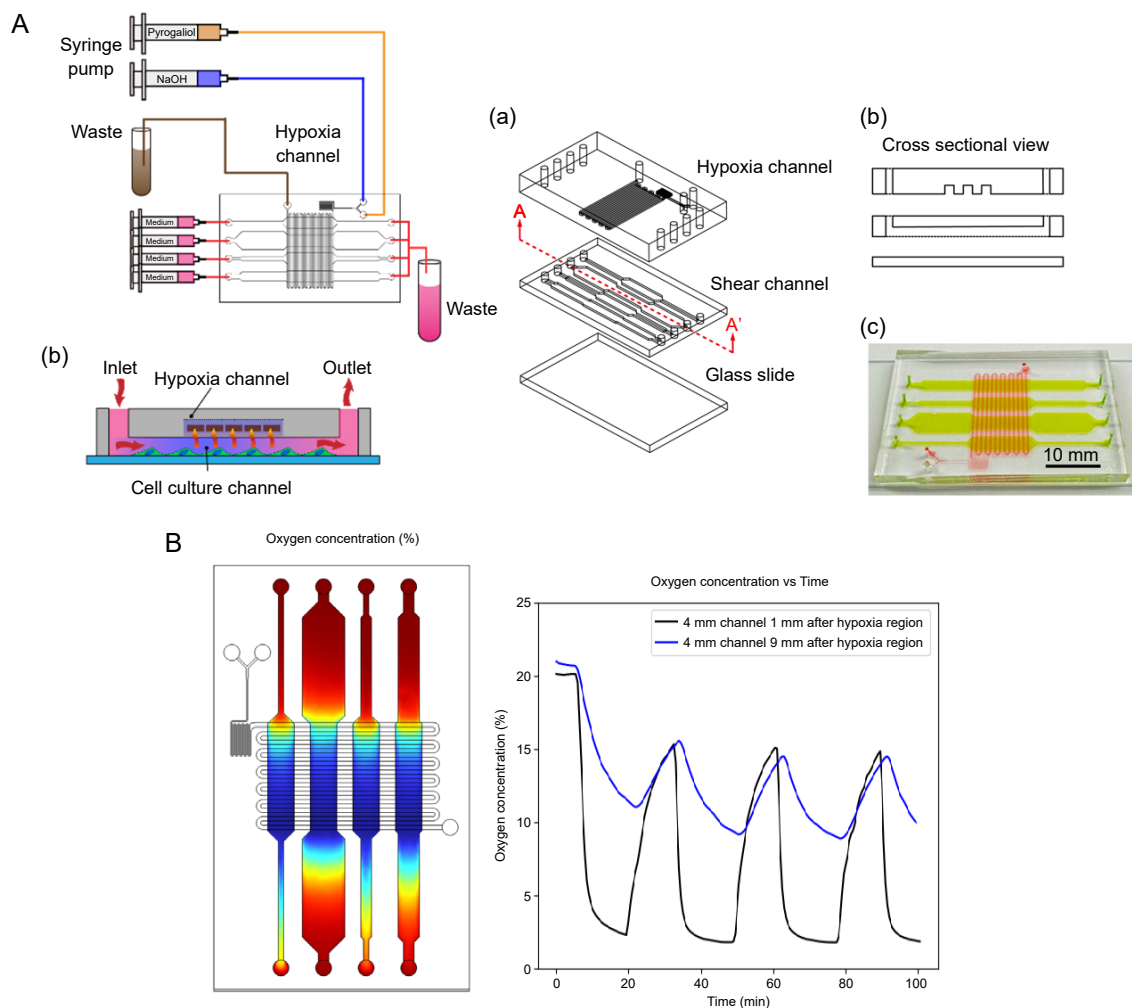 A
Syringe
pump
Pyrogaliol
NaOH
Waste
Hypoxia
channel
Medium
Medium
Medium
Medium
Waste
(b)
Inlet
Hypoxia channel
Outlet
Cell culture channel
(a)
Hypoxia channel
A
Shear channel
A'
Glass slide
(b)
Cross sectional view
(c)
10 mm
B
Oxygen concentration (%)
Oxygen concentration vs Time
4 mm channel 1 mm after hypoxia region
4 mm channel 9 mm after hypoxia region
Oxygen concentration (%)
25
20
15
10
5
0
0
20
40
60
80
100
Time (min)